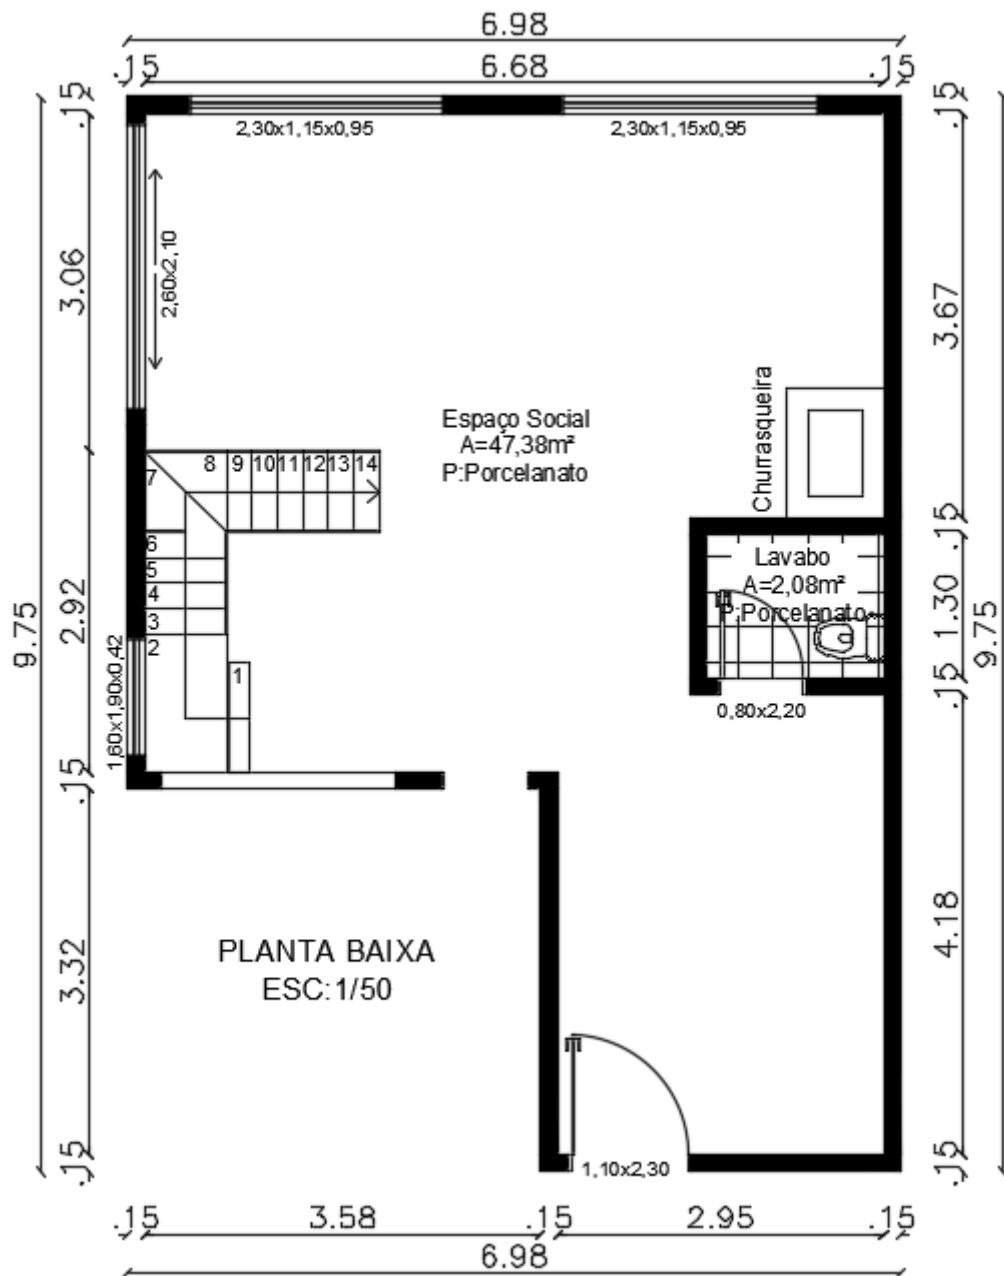 6.98
.15 6.68 .15
2,30x1,15x0,95 2,30x1,15x0,95
.15
3.06
2.92
.15
3.32
.15
9.75
2,60x2,10
1,60x1,90x0,42
Espaço Social
A=47,38m²
P:Porcelanato
Churrasqueira
7 8 9 10 11 12 13 14
6
5
4
3
2
1
Lavabo
A=2,08m²
P:Porcelanato
0,80x2,20
.15
3.67
.15
1.30
.15
4.18
.15
9.75
PLANTA BAIXA
ESC:1/50
1,10x2,30
.15 3.58 .15 2.95 .15
6.98